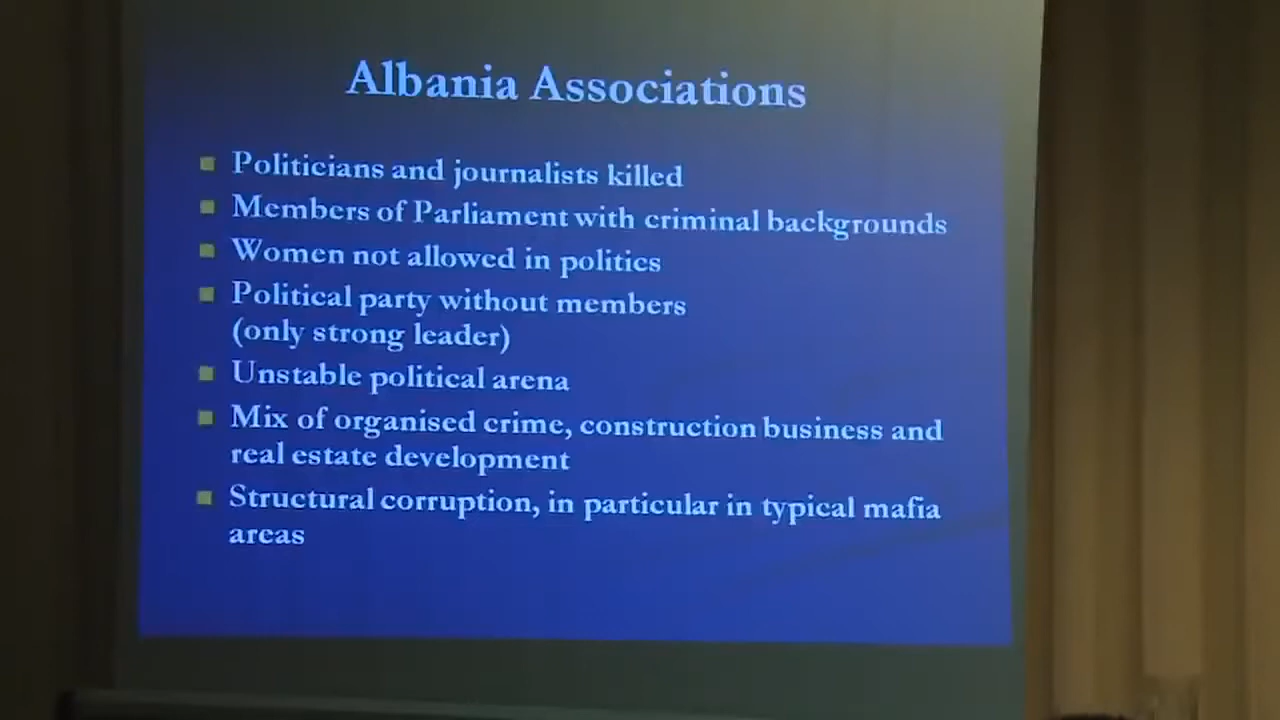 Albania Associations
Politicians and journalists killed
Members of Parliament with criminal backgrounds
Women not allowed in politics
Political party without members
(only strong leader)
Unstable political arena
Mix of organised crime, construction business and
real estate development
Structural corruption, in particular in typical mafia
areas